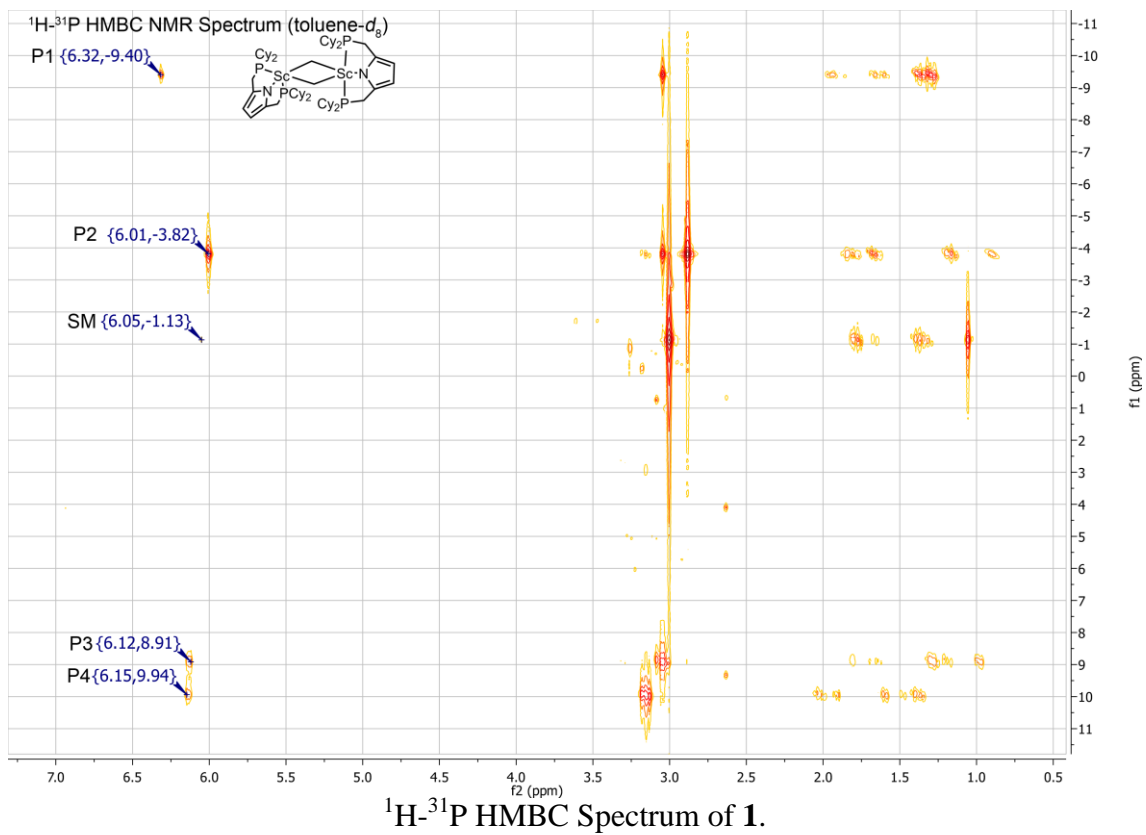 ¹H-³¹P HMBC NMR Spectrum (toluene-d₈)
P1 {6.32,-9.40}
Cy₂
P
Sc
N
PCy₂
Cy₂
P
Sc-N
Cy₂P
P2 {6.01,-3.82}
SM {6.05,-1.13}
P3 {6.12,8.91}
P4 {6.15,9.94}
-11
-10
-9
-8
-7
-6
-5
-4
-3
-2
-1
0
1
2
3
4
5
6
7
8
9
10
11
f1 (ppm)
7.0 6.5 6.0 5.5 5.0 4.5 4.0 3.5 3.0 2.5 2.0 1.5 1.0 0.5
f2 (ppm)
¹H-³¹P HMBC Spectrum of 1.